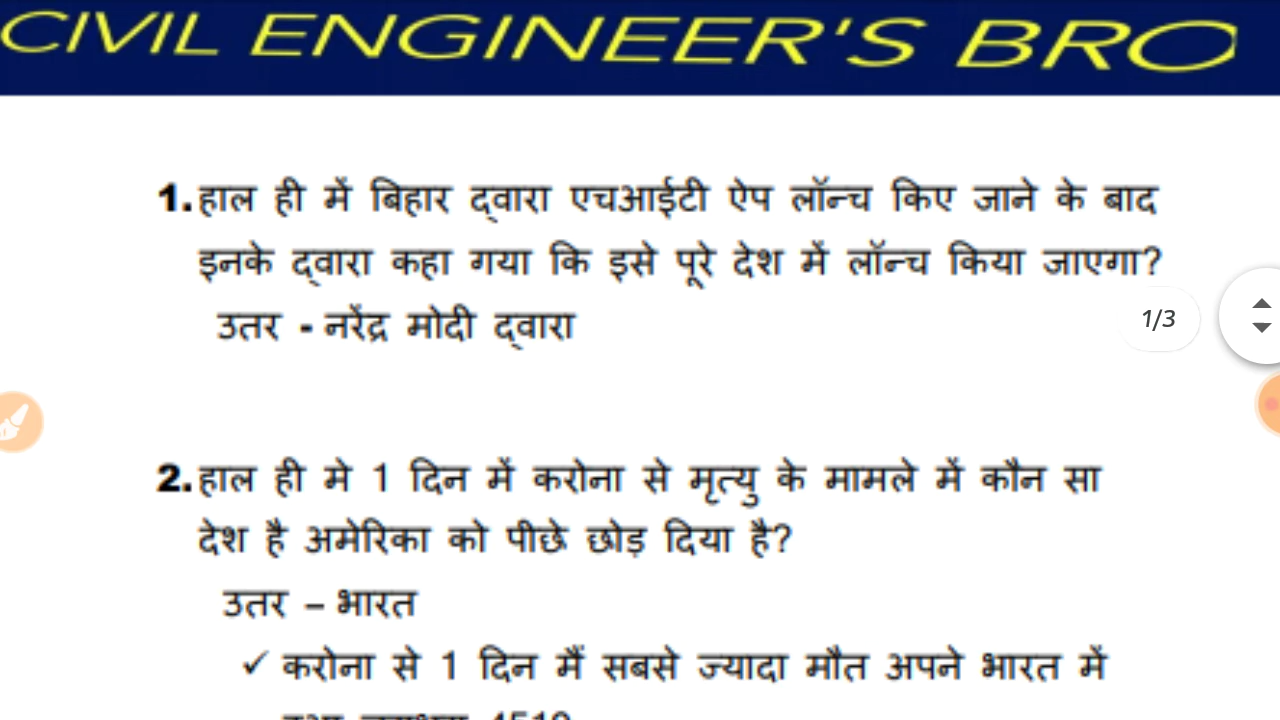 CIVIL ENGINEER'S BRO
1. हाल ही में बिहार द्वारा एचआईटी ऐप लॉन्च किए जाने के बाद
इनके द्वारा कहा गया कि इसे पूरे देश में लॉन्च किया जाएगा?
उतर - नरेंद्र मोदी द्वारा
1/3
2. हाल ही मे 1 दिन में करोना से मृत्यु के मामले में कौन सा
देश है अमेरिका को पीछे छोड़ दिया है?
उतर – भारत
✓ करोना से 1 दिन मैं सबसे ज्यादा मौत अपने भारत में